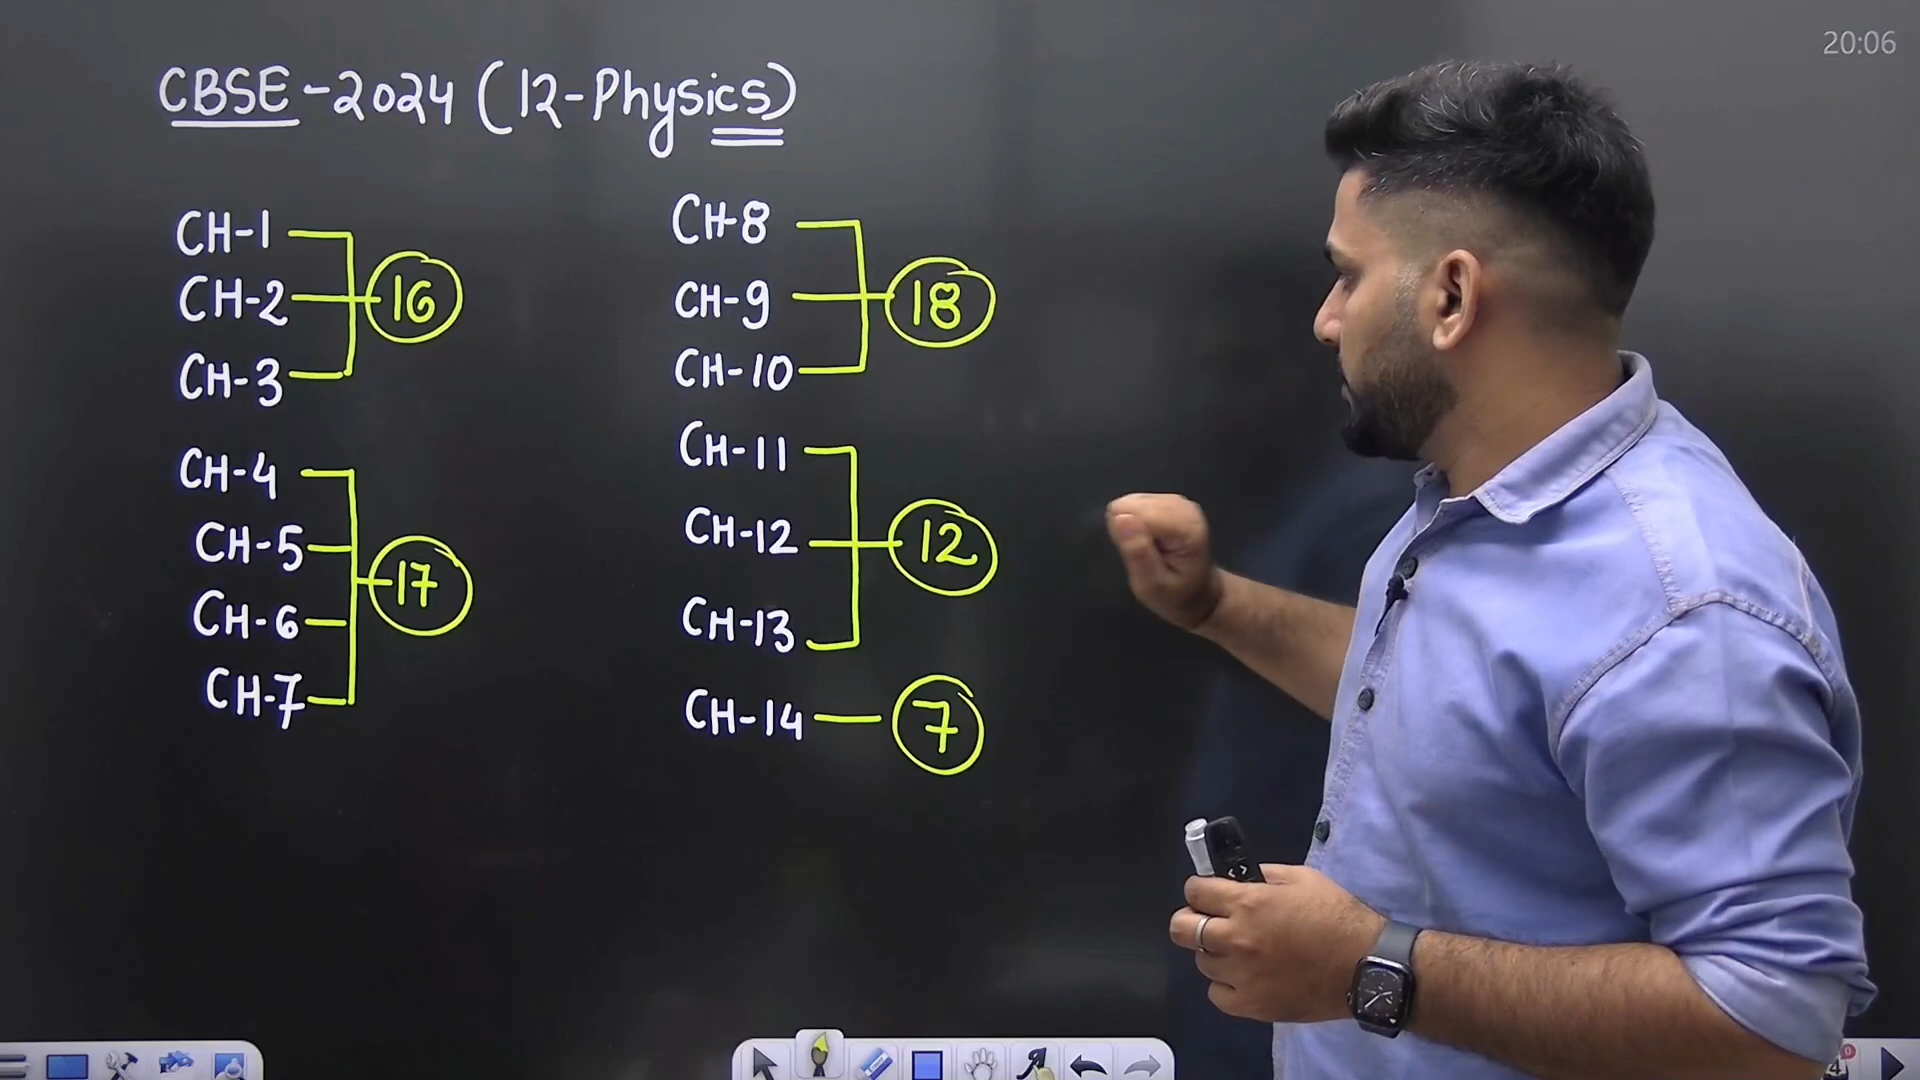 20:06
CBSE-2024 (12-Physics)
CH-1
CH-2
CH-3
16
CH-4
CH-5
CH-6
CH-7
17
CH-8
CH-9
CH-10
18
CH-11
CH-12
CH-13
12
CH-14
7